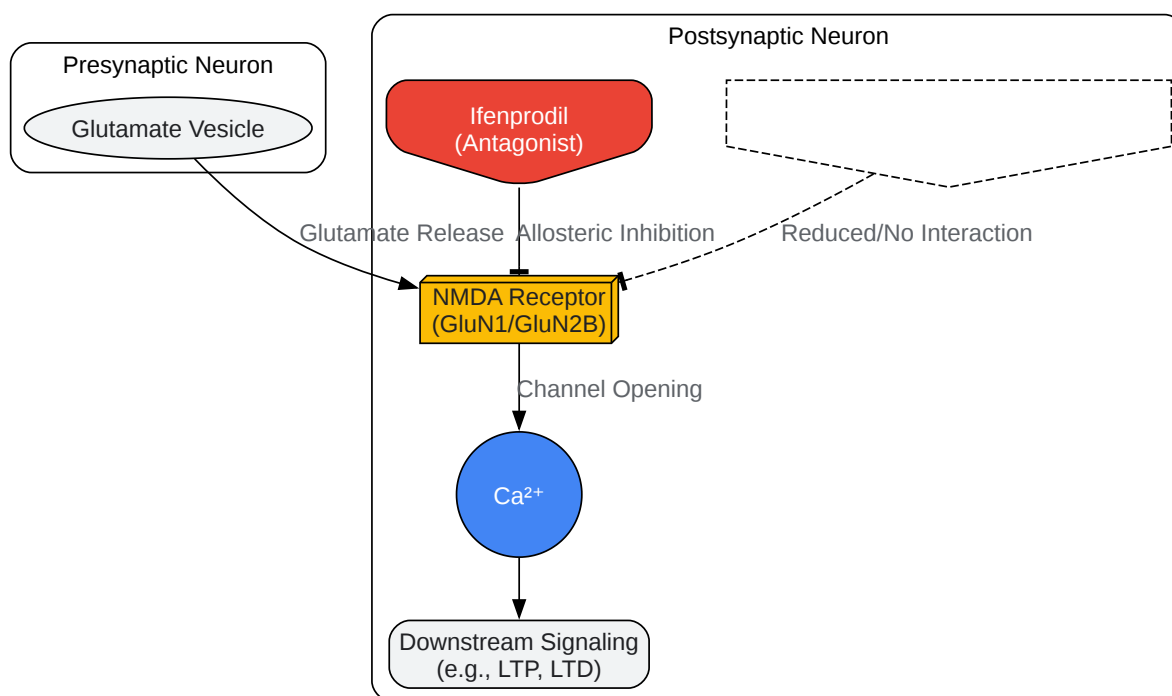 Postsynaptic Neuron
Presynaptic Neuron
Glutamate Vesicle
Ifenprodil
(Antagonist)
Glutamate Release
Allosteric Inhibition
Reduced/No Interaction
NMDA Receptor
(GluN1/GluN2B)
Channel Opening
Ca²⁺
Downstream Signaling
(e.g., LTP, LTD)